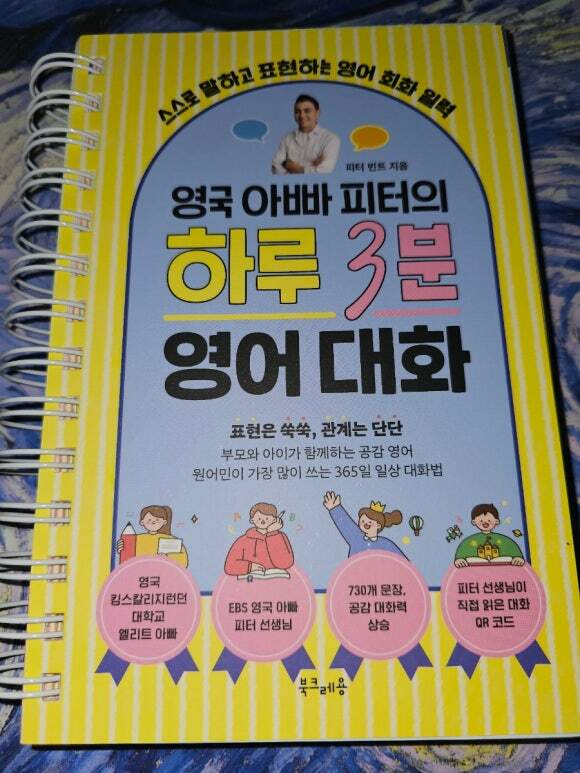 스스로 말하고 표현하는 영어 회화 일력
피터 빈트 지음
영국 아빠 피터의
하루 3분
영어 대화
표현은 쑥쑥, 관계는 단단
부모와 아이가 함께하는 공감 영어
원어민이 가장 많이 쓰는 365일 일상 대화법
영국
킹스칼리지런던
대학교
엘리트 아빠
EBS 영국 아빠
피터 선생님
730개 문장,
공감 대화력
상승
피터 선생님이
직접 읽은 대화
QR 코드
북크레용